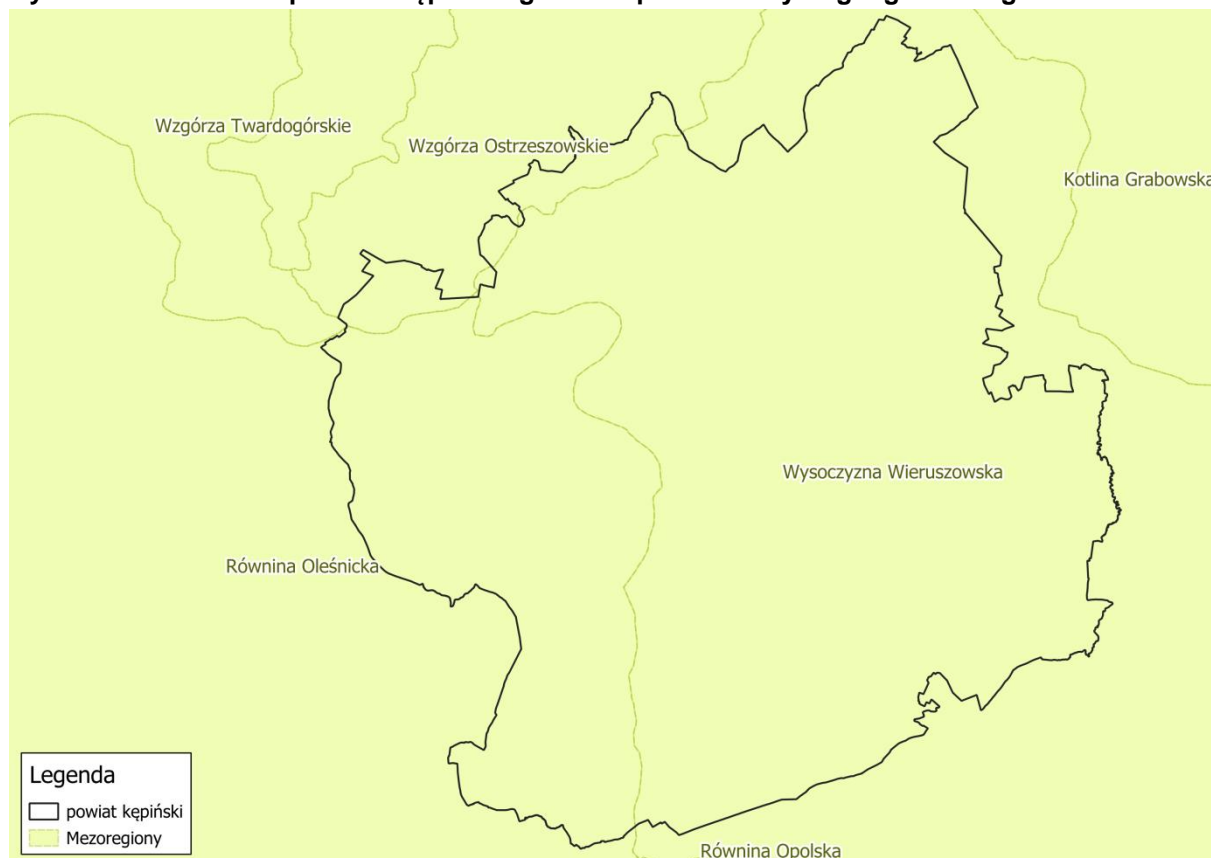 Wzgórza Twardogórskie
Wzgórza Ostrzeszowskie
Kotlina Grabowska
Wysoczyzna Wieruszowska
Równina Oleśnicka
Legenda
powiat kępiński
Mezoregiony
Równina Opolska